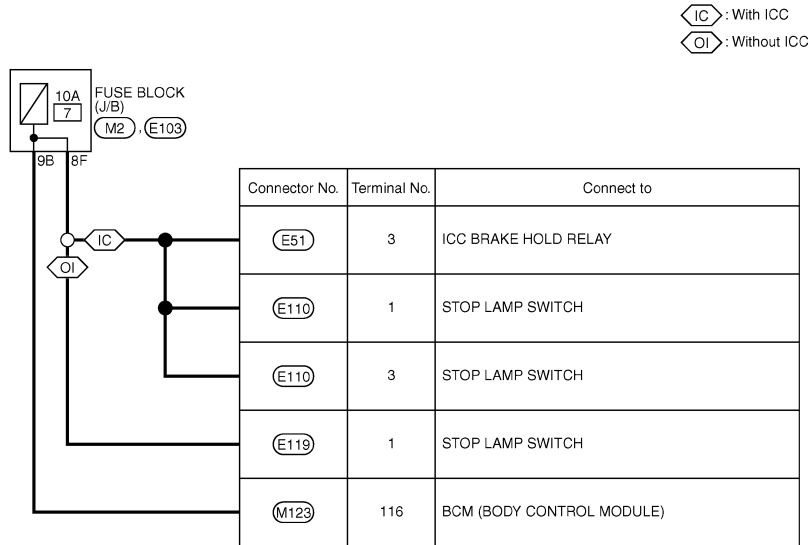 IC : With ICC
OI : Without ICC
10A
7
FUSE BLOCK
(J/B)
M2 , E103
9B 8F
IC
OI
Connector No. Terminal No. Connect to
E51 3 ICC BRAKE HOLD RELAY
E110 1 STOP LAMP SWITCH
E110 3 STOP LAMP SWITCH
E119 1 STOP LAMP SWITCH
M123 116 BCM (BODY CONTROL MODULE)